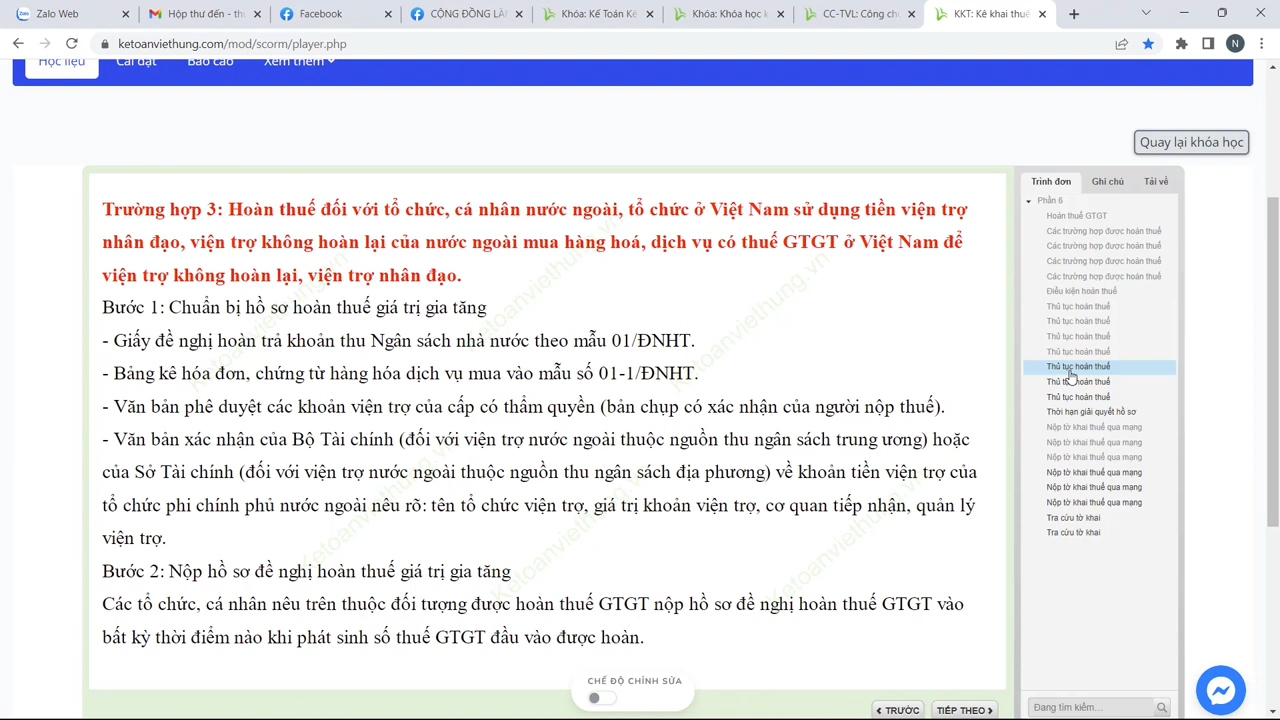 Zalo Web
Hộp thư đến - thu
Facebook
CỘNG ĐỒNG LÀN
Khóa: Kế Toán Kê
Khóa: Khóa học k
CC-TVL: Công chu
KKT: Kê khai thuế
ketoanviethung.com/mod/scorm/player.php
N
Học liệu
Cài đặt
Báo cáo
Xem thêm
Quay lại khóa học
Trường hợp 3: Hoàn thuế đối với tổ chức, cá nhân nước ngoài, tổ chức ở Việt Nam sử dụng tiền viện trợ
nhân đạo, viện trợ không hoàn lại của nước ngoài mua hàng hoá, dịch vụ có thuế GTGT ở Việt Nam để
viện trợ không hoàn lại, viện trợ nhân đạo.
Bước 1: Chuẩn bị hồ sơ hoàn thuế giá trị gia tăng
- Giấy đề nghị hoàn trả khoản thu Ngân sách nhà nước theo mẫu 01/ĐNHT.
- Bảng kê hóa đơn, chứng từ hàng hóa dịch vụ mua vào mẫu số 01-1/ĐNHT.
- Văn bản phê duyệt các khoản viện trợ của cấp có thẩm quyền (bản chụp có xác nhận của người nộp thuế).
- Văn bản xác nhận của Bộ Tài chính (đối với viện trợ nước ngoài thuộc nguồn thu ngân sách trung ương) hoặc
của Sở Tài chính (đối với viện trợ nước ngoài thuộc nguồn thu ngân sách địa phương) về khoản tiền viện trợ của
tổ chức phi chính phủ nước ngoài nêu rõ: tên tổ chức viện trợ, giá trị khoản viện trợ, cơ quan tiếp nhận, quản lý
viện trợ.
Bước 2: Nộp hồ sơ đề nghị hoàn thuế giá trị gia tăng
Các tổ chức, cá nhân nêu trên thuộc đối tượng được hoàn thuế GTGT nộp hồ sơ đề nghị hoàn thuế GTGT vào
bất kỳ thời điểm nào khi phát sinh số thuế GTGT đầu vào được hoàn.
CHẾ ĐỘ CHỈNH SỬA
TRƯỚC
TIẾP THEO
Trình đơn
Ghi chú
Tải về
Phần 6
Hoàn thuế GTGT
Các trường hợp được hoàn thuế
Các trường hợp được hoàn thuế
Các trường hợp được hoàn thuế
Các trường hợp được hoàn thuế
Điều kiện hoàn thuế
Thủ tục hoàn thuế
Thủ tục hoàn thuế
Thủ tục hoàn thuế
Thủ tục hoàn thuế
Thủ tục hoàn thuế
Thủ tục hoàn thuế
Thủ tục hoàn thuế
Thời hạn giải quyết hồ sơ
Nộp tờ khai thuế qua mạng
Nộp tờ khai thuế qua mạng
Nộp tờ khai thuế qua mạng
Nộp tờ khai thuế qua mạng
Nộp tờ khai thuế qua mạng
Nộp tờ khai thuế qua mạng
Tra cứu tờ khai
Tra cứu tờ khai
Đang tìm kiếm...
Ketoanviethung.vn
Ketoanviethung.vn
Ketoanviethung.vn